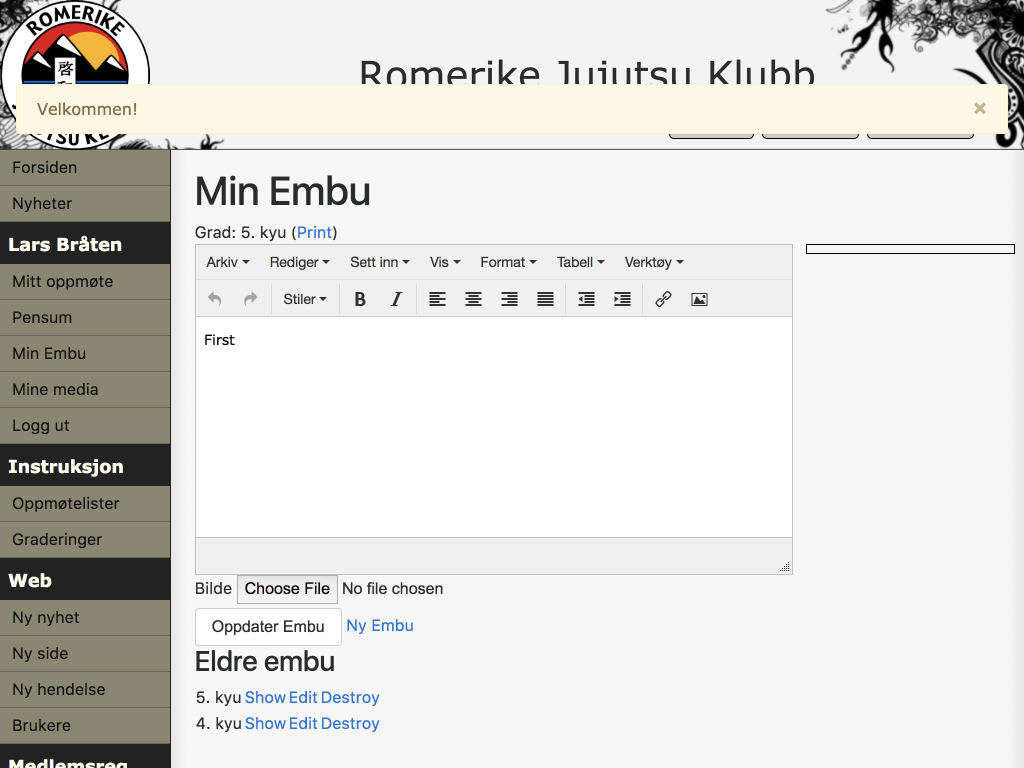 ROMERIKE
啓
Romerike Jujutsu Klubb
Velkommen!
×
Forsiden
Nyheter
Lars Bråten
Mitt oppmøte
Pensum
Min Embu
Mine media
Logg ut
Instruksjon
Oppmøtelister
Graderinger
Web
Ny nyhet
Ny side
Ny hendelse
Brukere
Medlemsreg
Min Embu
Grad: 5. kyu (Print)
Arkiv Rediger Sett inn Vis Format Tabell Verktøy
Stiler B I
First
Bilde Choose File No file chosen
Oppdater Embu Ny Embu
Eldre embu
5. kyu Show Edit Destroy
4. kyu Show Edit Destroy